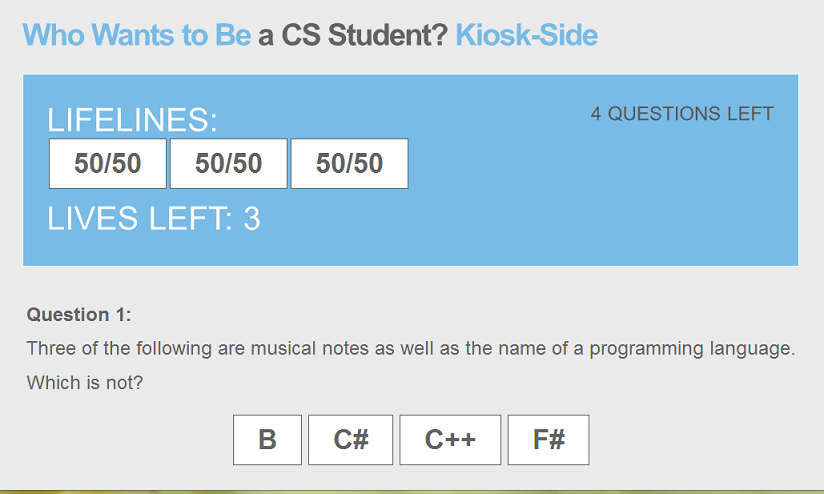 Who Wants to Be a CS Student? Kiosk-Side
LIFELINES:
4 QUESTIONS LEFT
50/50 50/50 50/50
LIVES LEFT: 3
Question 1:
Three of the following are musical notes as well as the name of a programming language.
Which is not?
B C# C++ F#